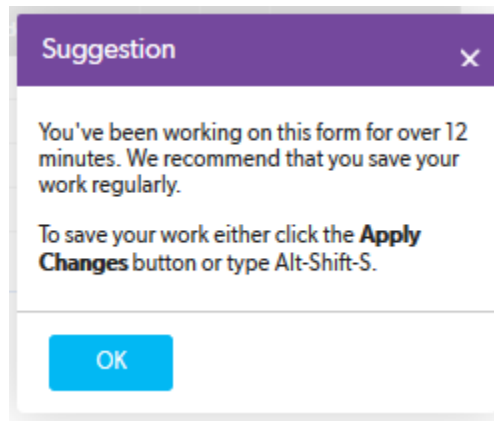 Suggestion
You've been working on this form for over 12
minutes. We recommend that you save your
work regularly.
To save your work either click the Apply
Changes button or type Alt-Shift-S.
OK